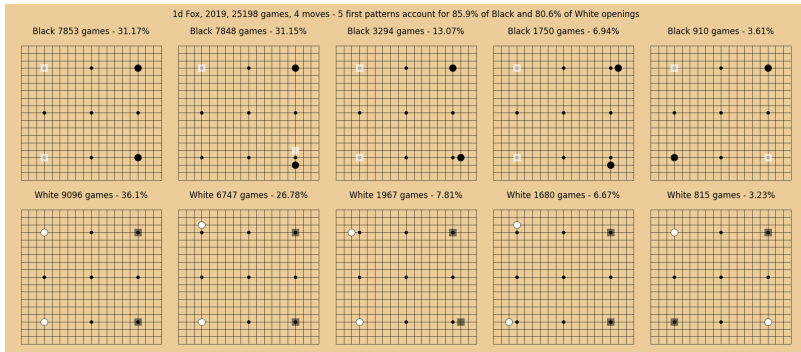 1d Fox, 2019, 25198 games, 4 moves - 5 first patterns account for 85.9% of Black and 80.6% of White openings
Black 7853 games - 31.17%
Black 7848 games - 31.15%
Black 3294 games - 13.07%
Black 1750 games - 6.94%
Black 910 games - 3.61%
White 9096 games - 36.1%
White 6747 games - 26.78%
White 1967 games - 7.81%
White 1680 games - 6.67%
White 815 games - 3.23%